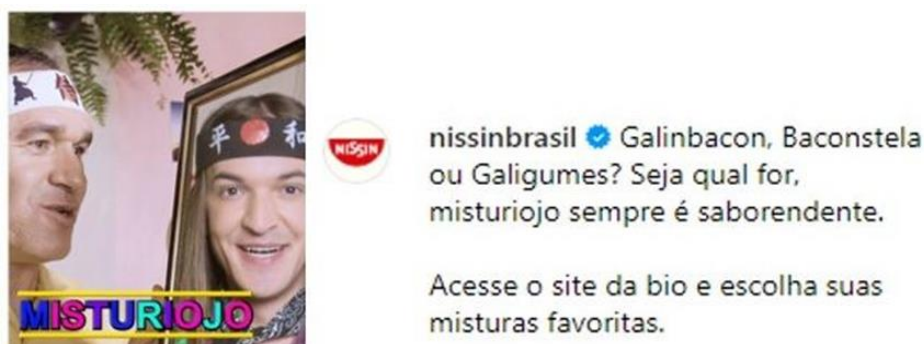 平 和
MISTURIOJO
NISSIN
nissinbrasil Galinbacon, Baconstela
ou Galigumes? Seja qual for,
misturiojo sempre é saborendente.
Acesse o site da bio e escolha suas
misturas favoritas.